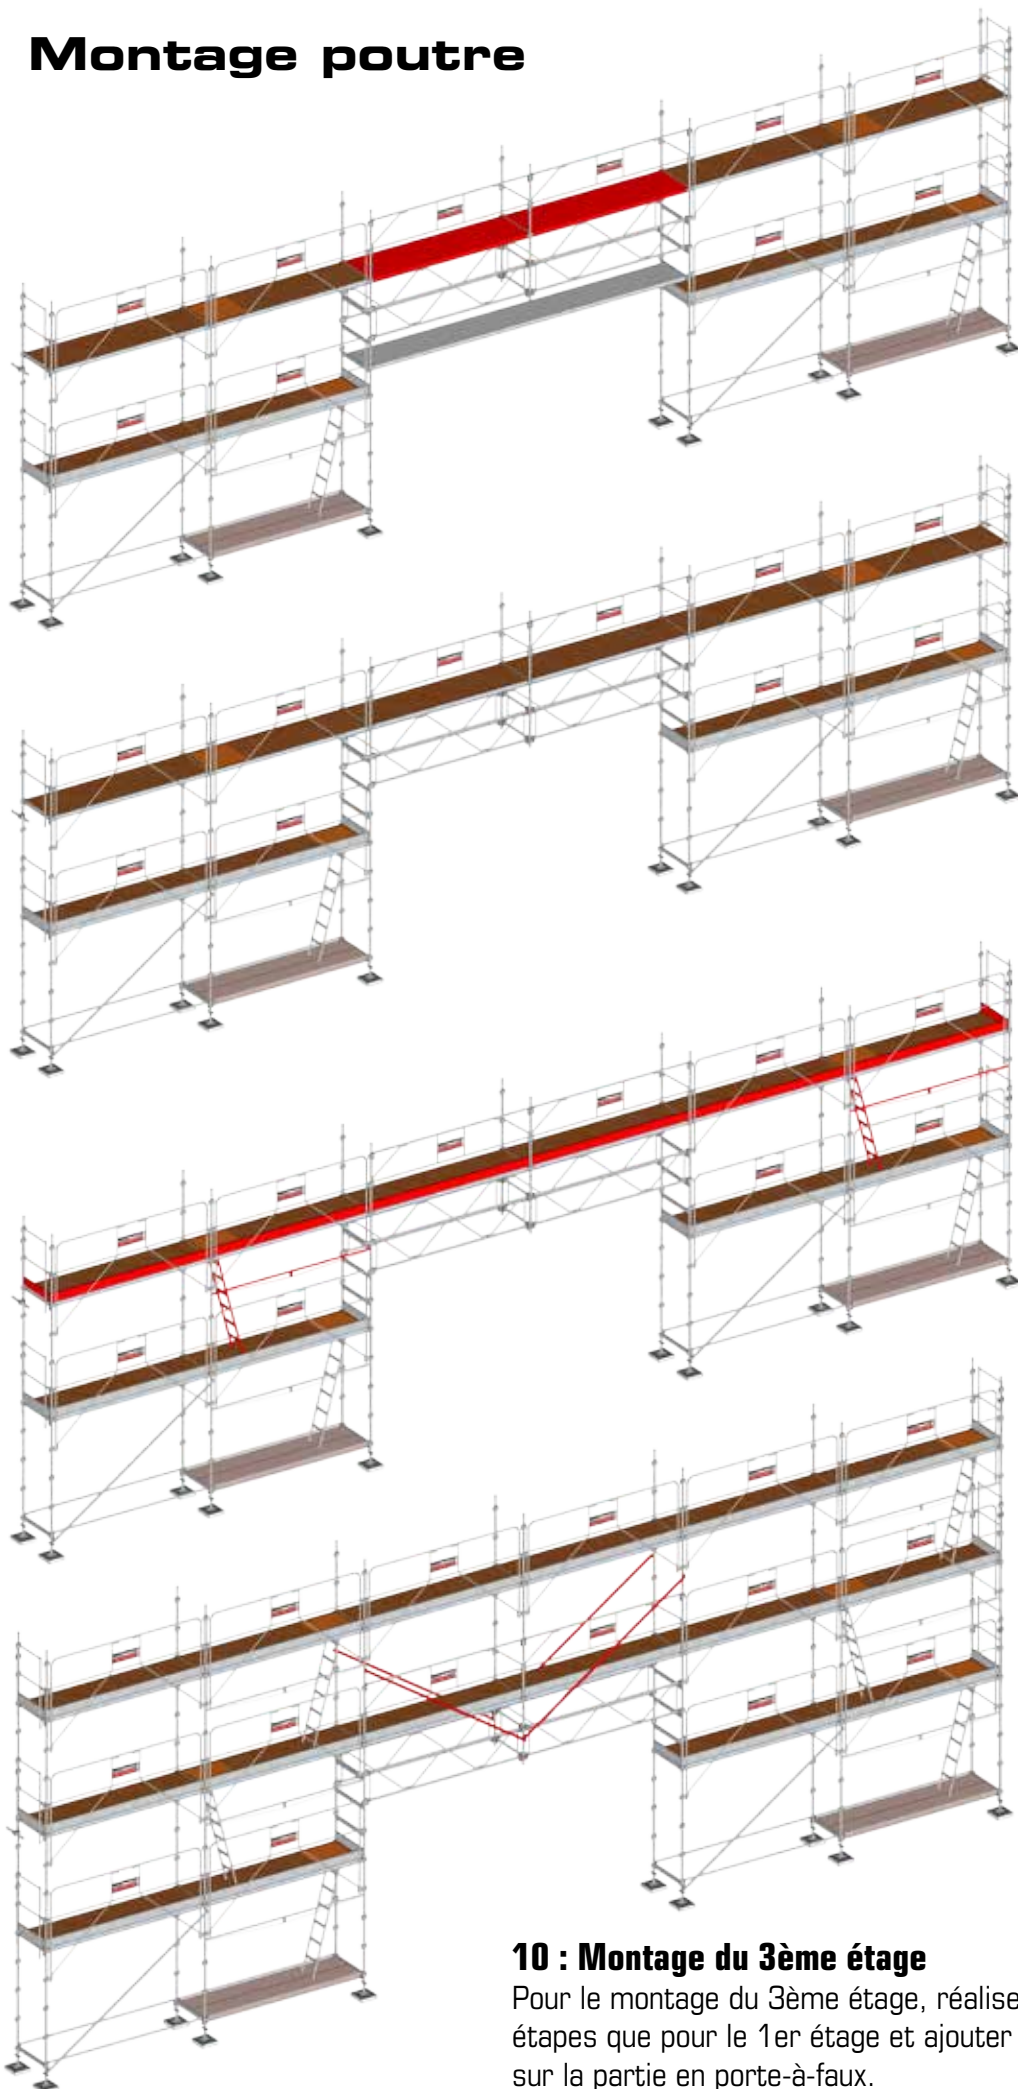 Montage poutre
10 : Montage du 3ème étage
Pour le montage du 3ème étage, réalise
étapes que pour le 1er étage et ajouter
sur la partie en porte-à-faux.